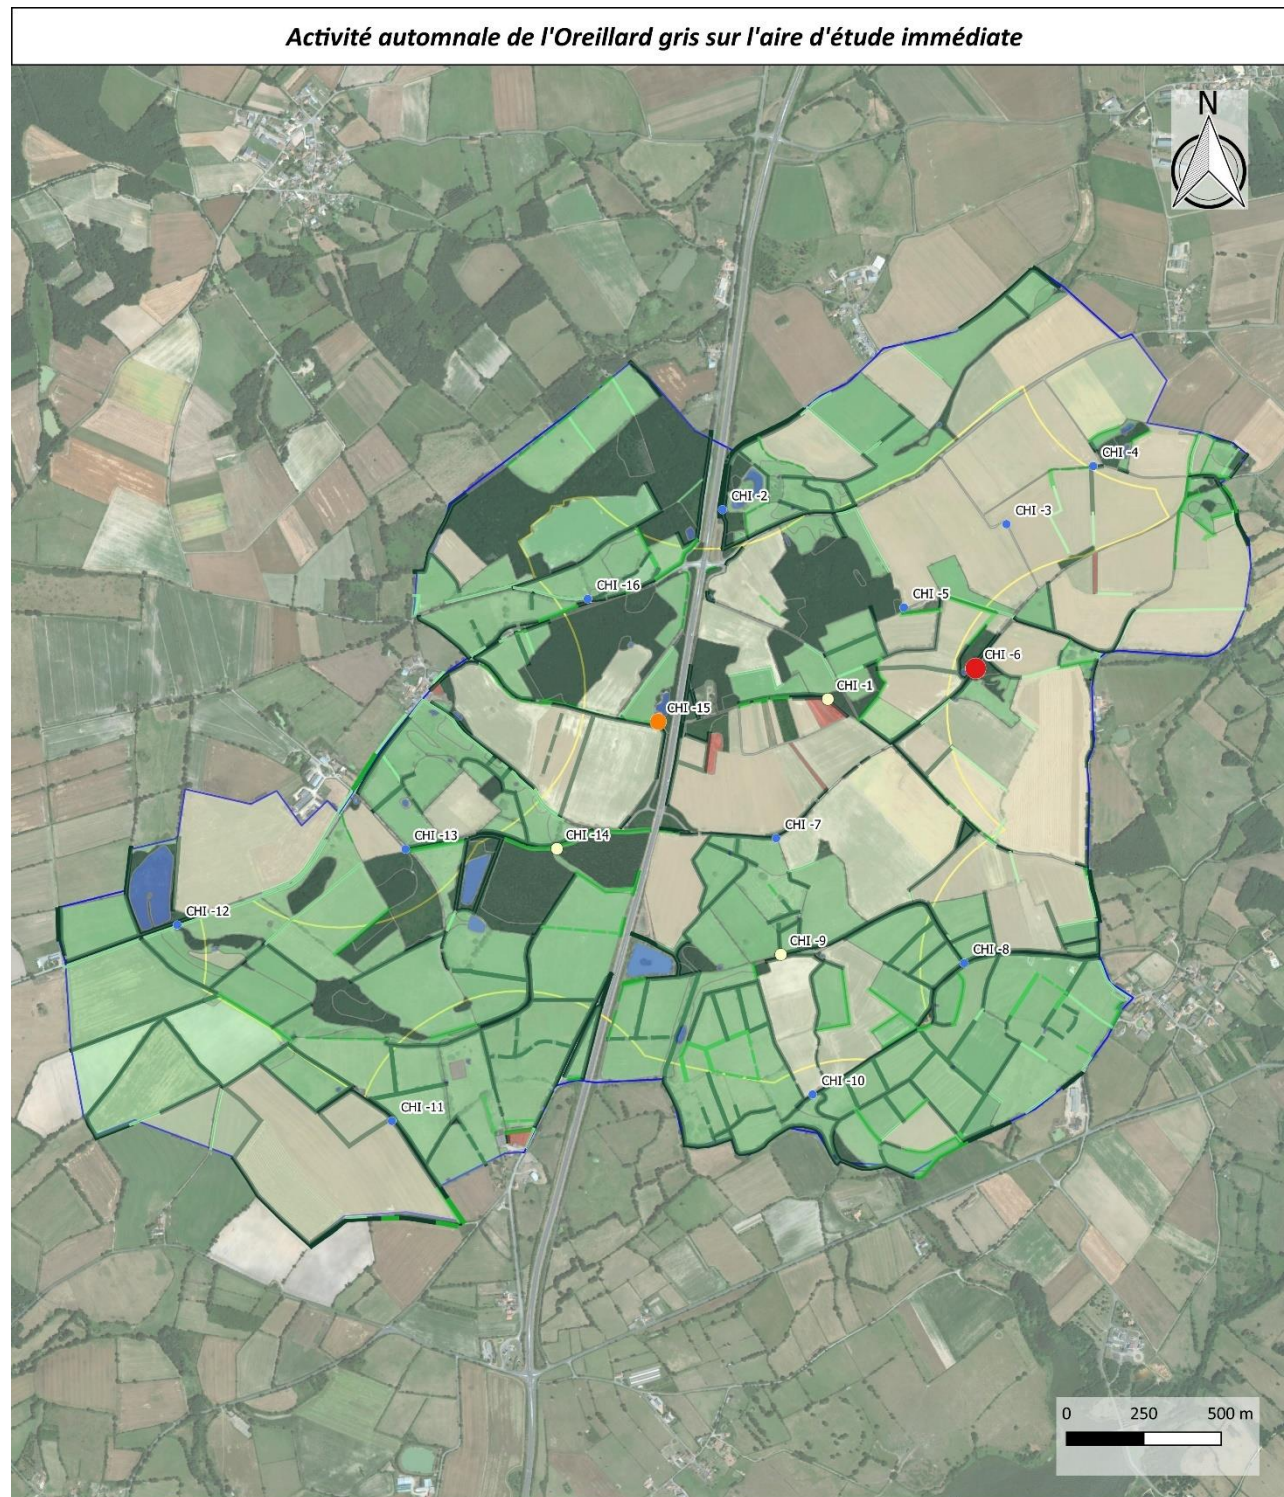 Activité automnale de l'Oreillard gris sur l'aire d'étude immédiate
N
CHI -4
CHI -2
CHI -3
CHI -16
CHI -5
CHI -6
CHI -1
CHI -15
CHI -7
CHI -13
CHI -14
CHI -12
CHI -9
CHI -8
CHI -10
CHI -11
0 250 500 m